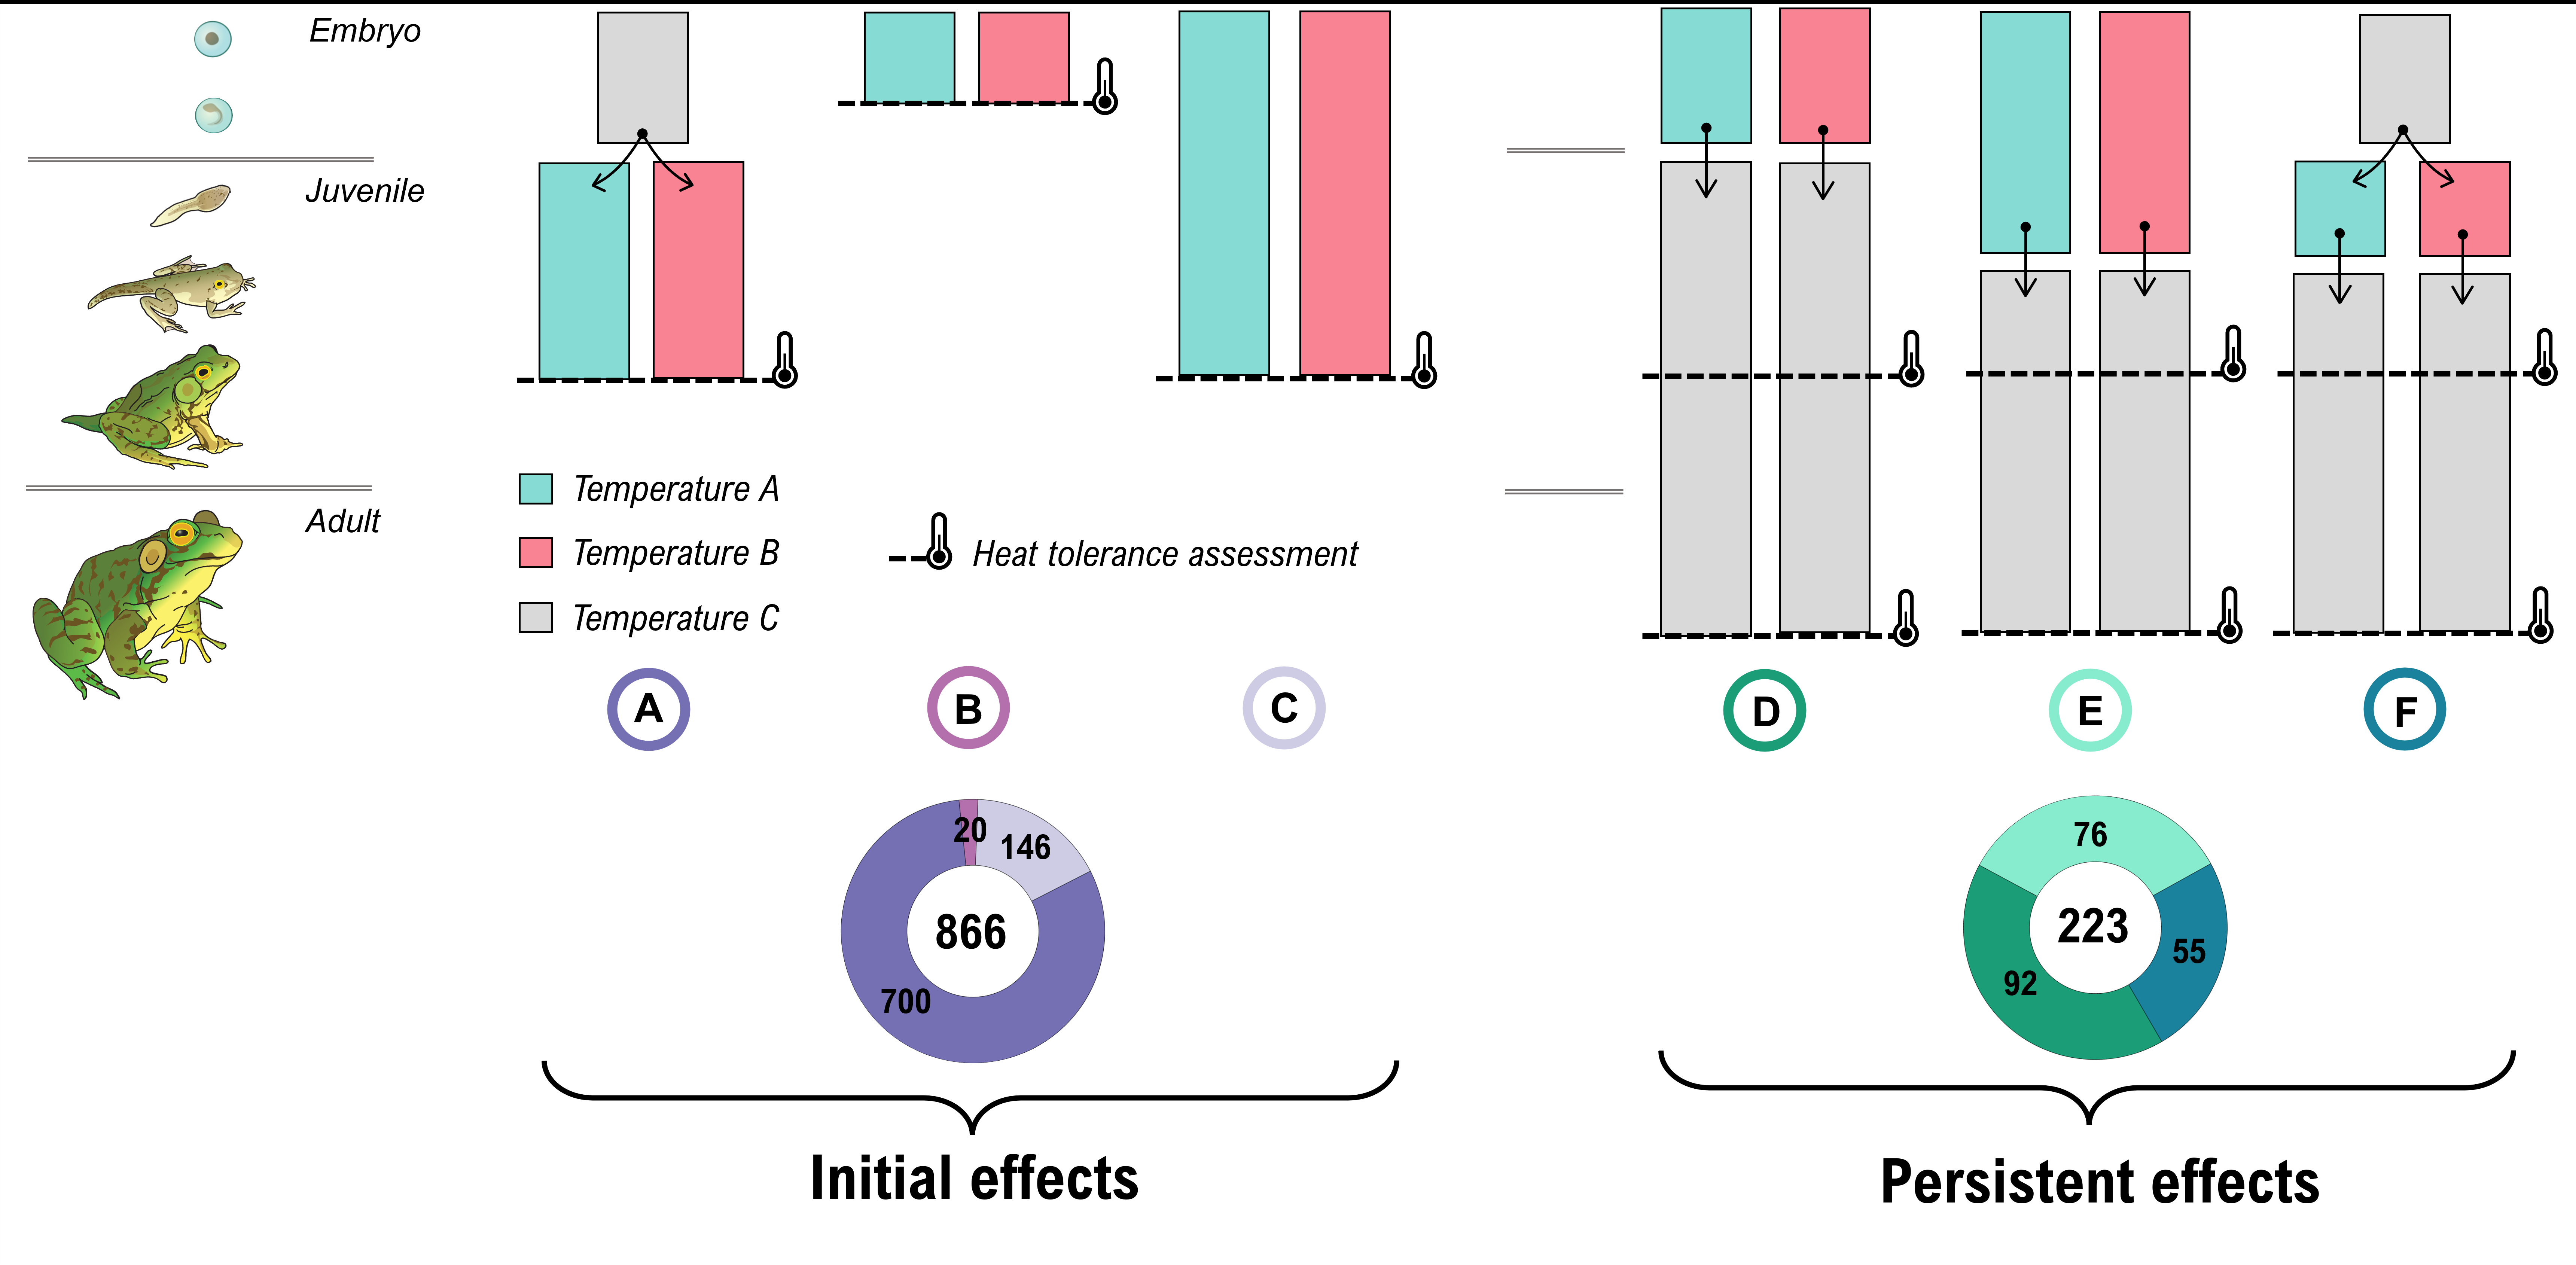 Embryo
Juvenile
Adult
Temperature A
Temperature B
Temperature C
Heat tolerance assessment
A
B
C
D
E
F
20
146
866
700
76
223
55
92
Initial effects
Persistent effects